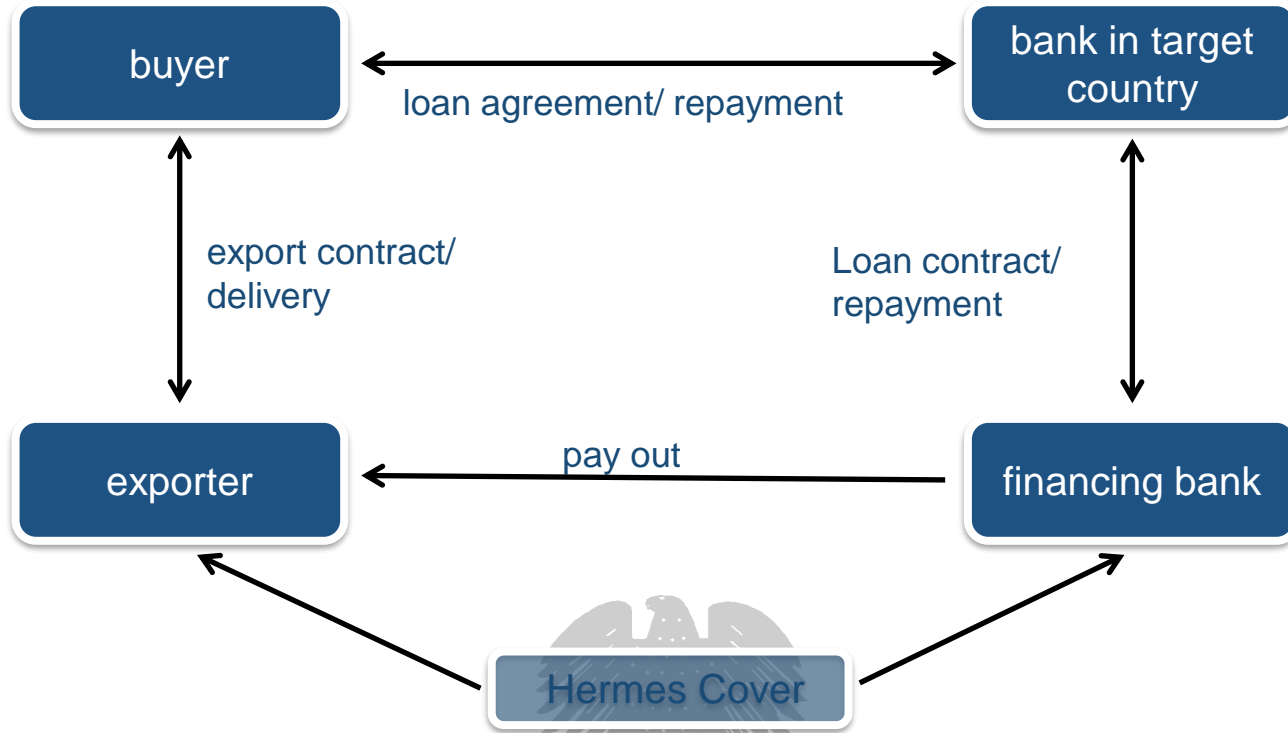 buyer
bank in target
country
loan agreement/ repayment
export contract/
delivery
Loan contract/
repayment
exporter
pay out
financing bank
Hermes Cover